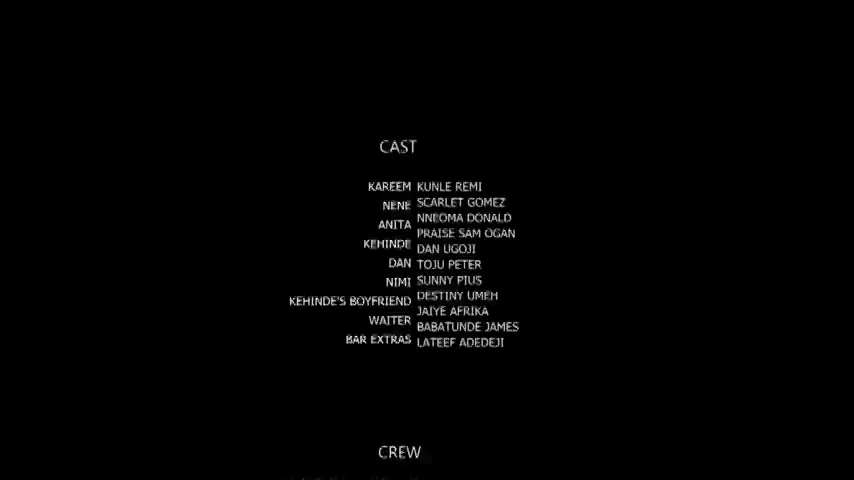 CAST
KAREEM KUNLE REMI
NENE SCARLET GOMEZ
ANITA NNEOMA DONALD
KEHINDE PRAISE SAM OGAN
DAN DAN UGOJI
NIMI TOJU PETER
KEHINDE'S BOYFRIEND SUNNY PIUS
WAITER DESTINY UMEH
BAR EXTRAS JAIYE AFRIKA
BABATUNDE JAMES
LATEEF ADEDEJI
CREW